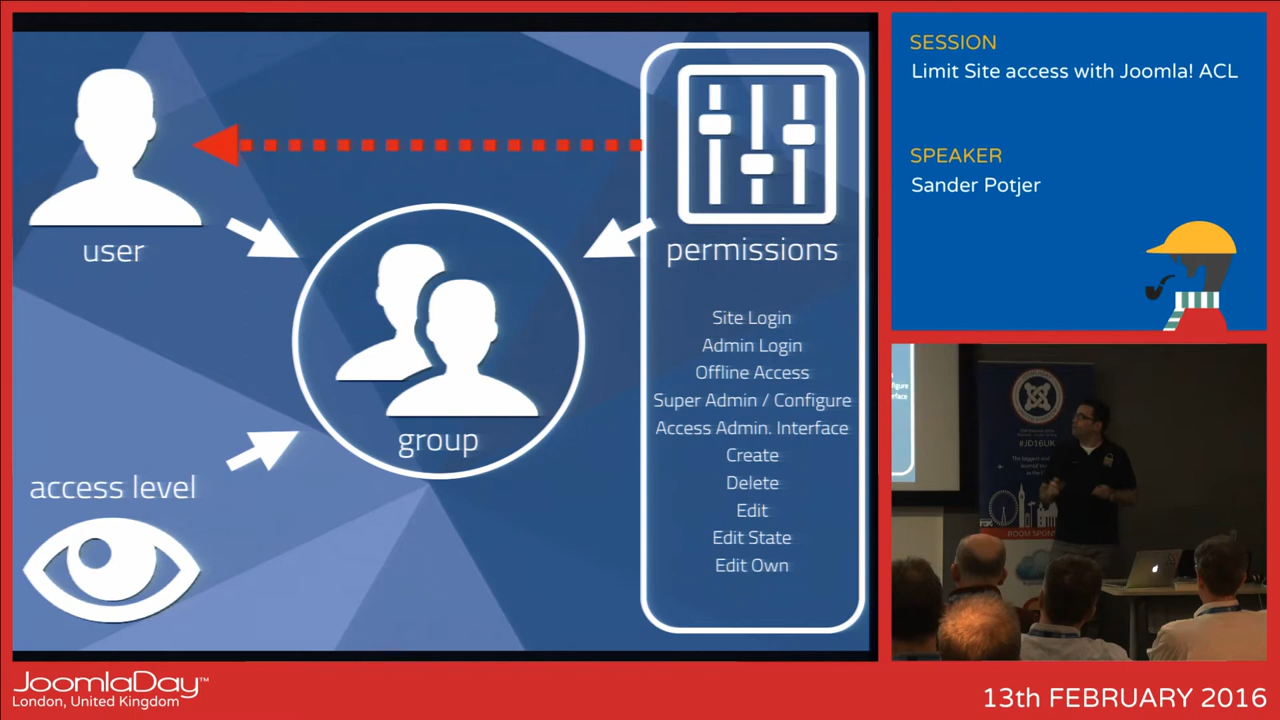 user
group
access level
permissions
Site Login
Admin Login
Offline Access
Super Admin / Configure
Access Admin. Interface
Create
Delete
Edit
Edit State
Edit Own
SESSION
Limit Site access with Joomla! ACL
SPEAKER
Sander Potjer
#JD16UK
JoomlaDay™
London, United Kingdom
13th FEBRUARY 2016